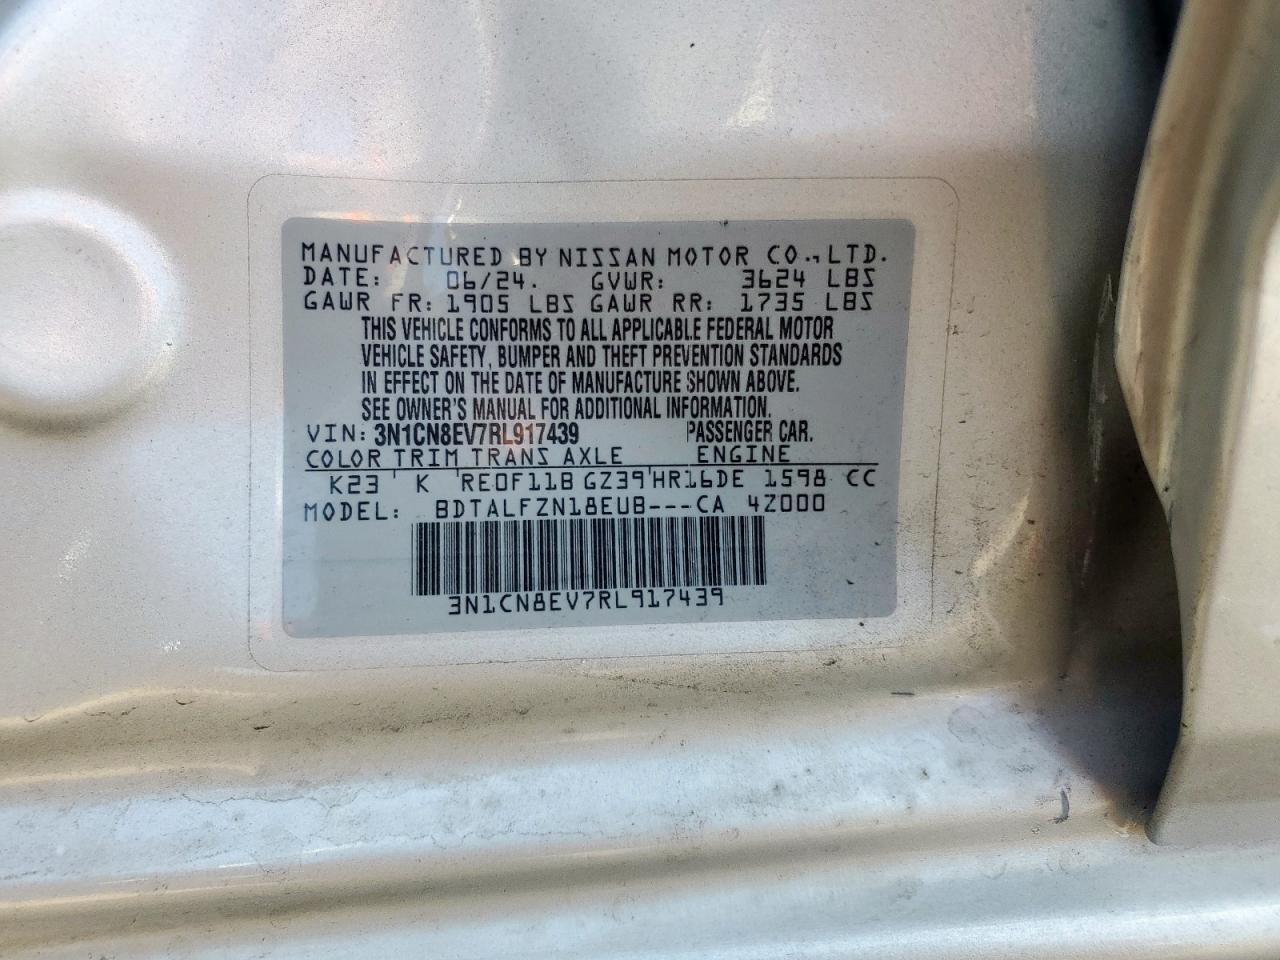 MANUFACTURED BY NISSAN MOTOR CO.,LTD.
DATE: 06/24. GVWR: 3624 LBS
GAWR FR: 1905 LBS GAWR RR: 1735 LBS
THIS VEHICLE CONFORMS TO ALL APPLICABLE FEDERAL MOTOR
VEHICLE SAFETY, BUMPER AND THEFT PREVENTION STANDARDS
IN EFFECT ON THE DATE OF MANUFACTURE SHOWN ABOVE.
SEE OWNER'S MANUAL FOR ADDITIONAL INFORMATION.
VIN: 3N1CN8EV7RL917439 PASSENGER CAR.
COLOR TRIM TRANS AXLE ENGINE
K23 K RE0F11B GZ39 HR16DE 1598 CC
MODEL: BDTALFZN18EUB---CA 4Z000
3N1CN8EV7RL917439